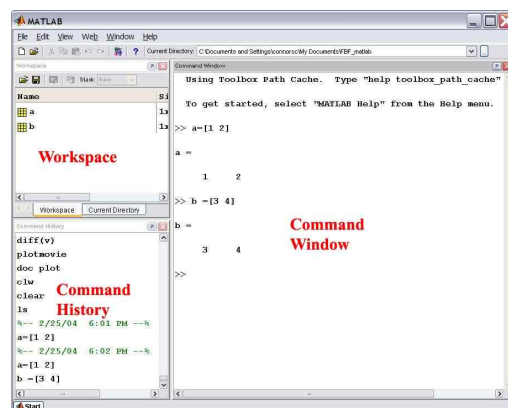 MATLAB
File Edit View Web Window Help
Current Directory: C:\Documents and Settings\connorsc\My Documents\FBF_matlab
Workspace
Stack: Base
Name Si
a 1x
b 1x
Workspace
Workspace Current Directory
Command History
diff(v)
plotmovie
doc plot
clw
clear
ls
Command
History
%-- 2/25/04 6:01 PM --%
a=[1 2]
%-- 2/25/04 6:02 PM --%
a=[1 2]
b =[3 4]
Command Window
Using Toolbox Path Cache. Type "help toolbox_path_cache"
To get started, select "MATLAB Help" from the Help menu.
>> a=[1 2]
a =
1 2
>> b =[3 4]
b =
3 4
>>
Command
Window
Start